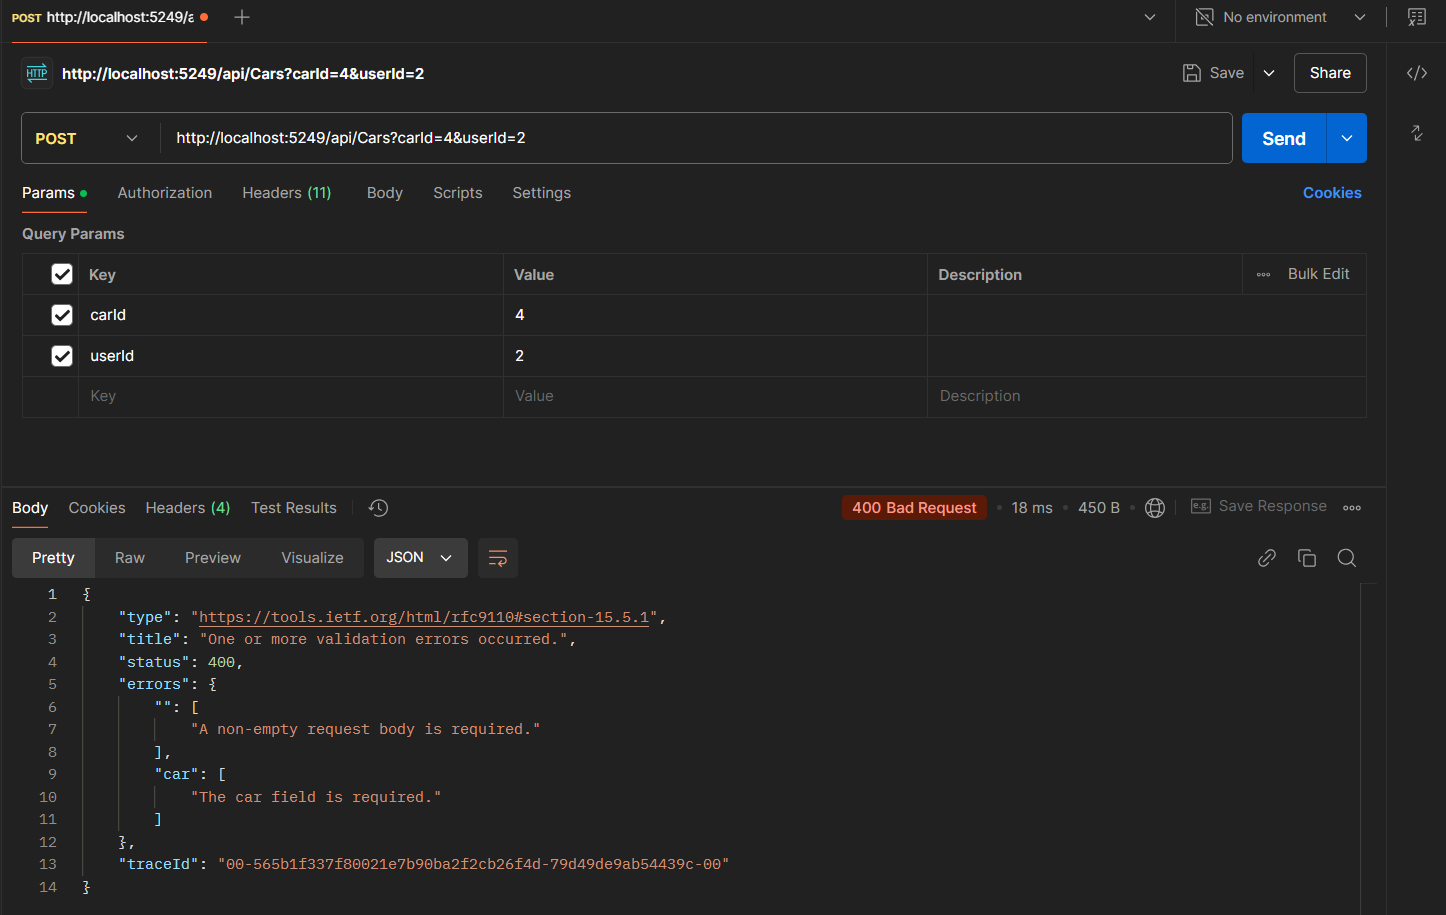 POST http://localhost:5249/a
No environment
HTTP http://localhost:5249/api/Cars?carId=4&userId=2
Save
Share
POST
http://localhost:5249/api/Cars?carId=4&userId=2
Send
Params
Authorization
Headers (11)
Body
Scripts
Settings
Cookies
Query Params
Key
Value
Description
Bulk Edit
carId
4
userId
2
Key
Value
Description
Body
Cookies
Headers (4)
Test Results
400 Bad Request
18 ms
450 B
e.g. Save Response
Pretty
Raw
Preview
Visualize
JSON
1 {
2 "type": "https://tools.ietf.org/html/rfc9110#section-15.5.1",
3 "title": "One or more validation errors occurred.",
4 "status": 400,
5 "errors": {
6 "": [
7 "A non-empty request body is required."
8 ],
9 "car": [
10 "The car field is required."
11 ]
12 },
13 "traceId": "00-565b1f337f80021e7b90ba2f2cb26f4d-79d49de9ab54439c-00"
14 }